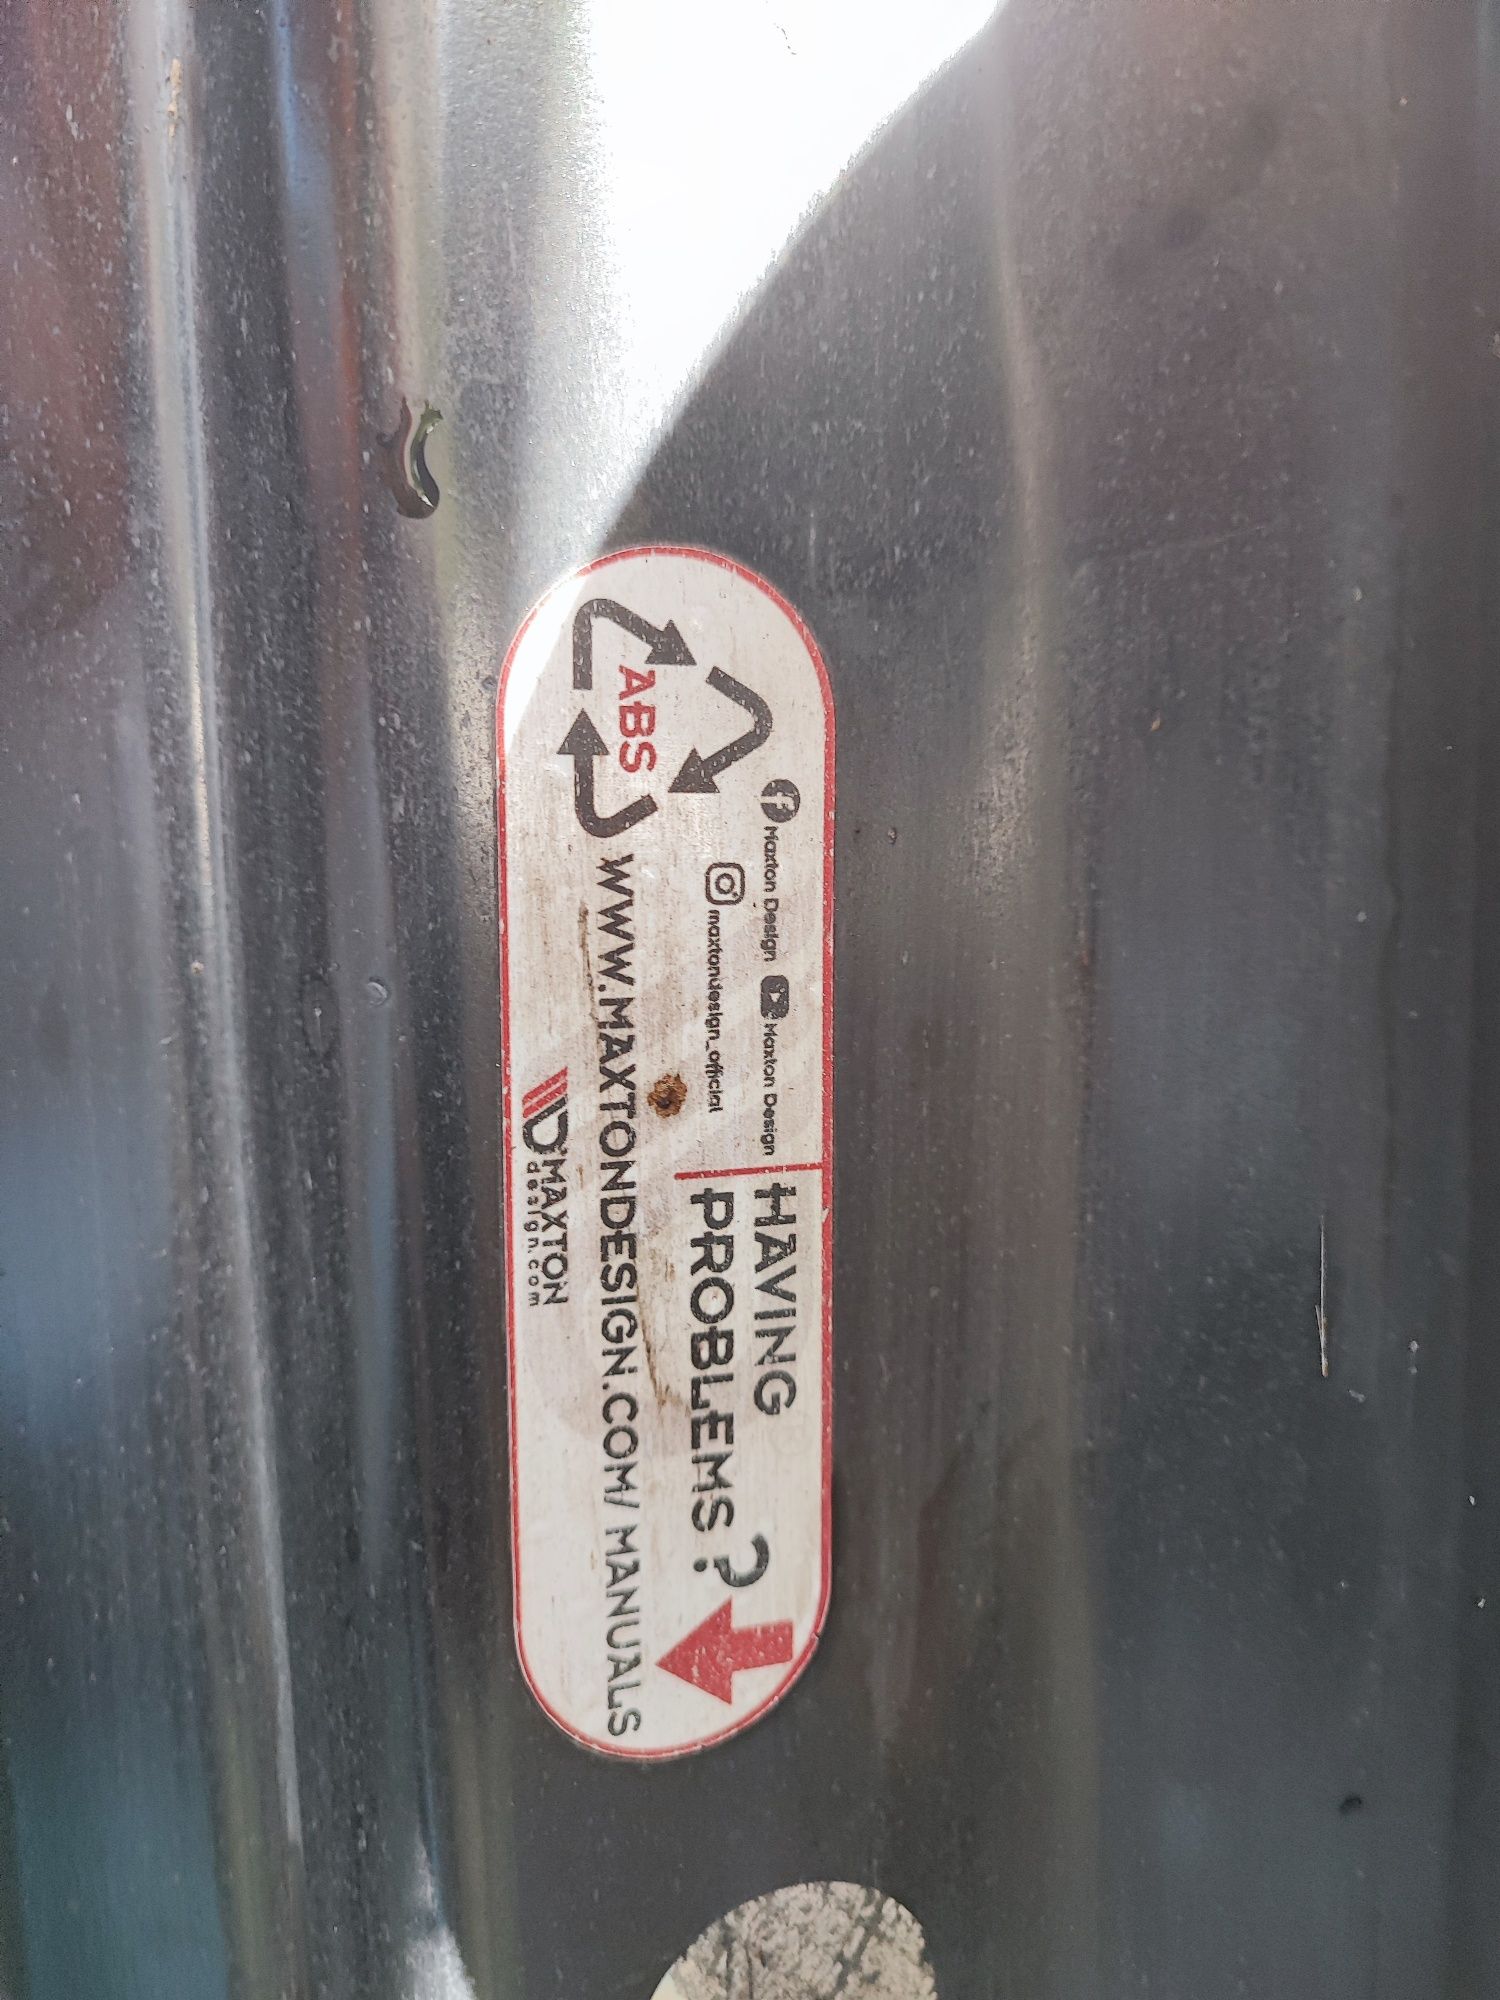 Maxton Design Maxton Design
maxtondesign_official
HAVING
PROBLEMS ?
ABS
WWW.MAXTONDESIGN.COM/ MANUALS
MAXTON
design.com